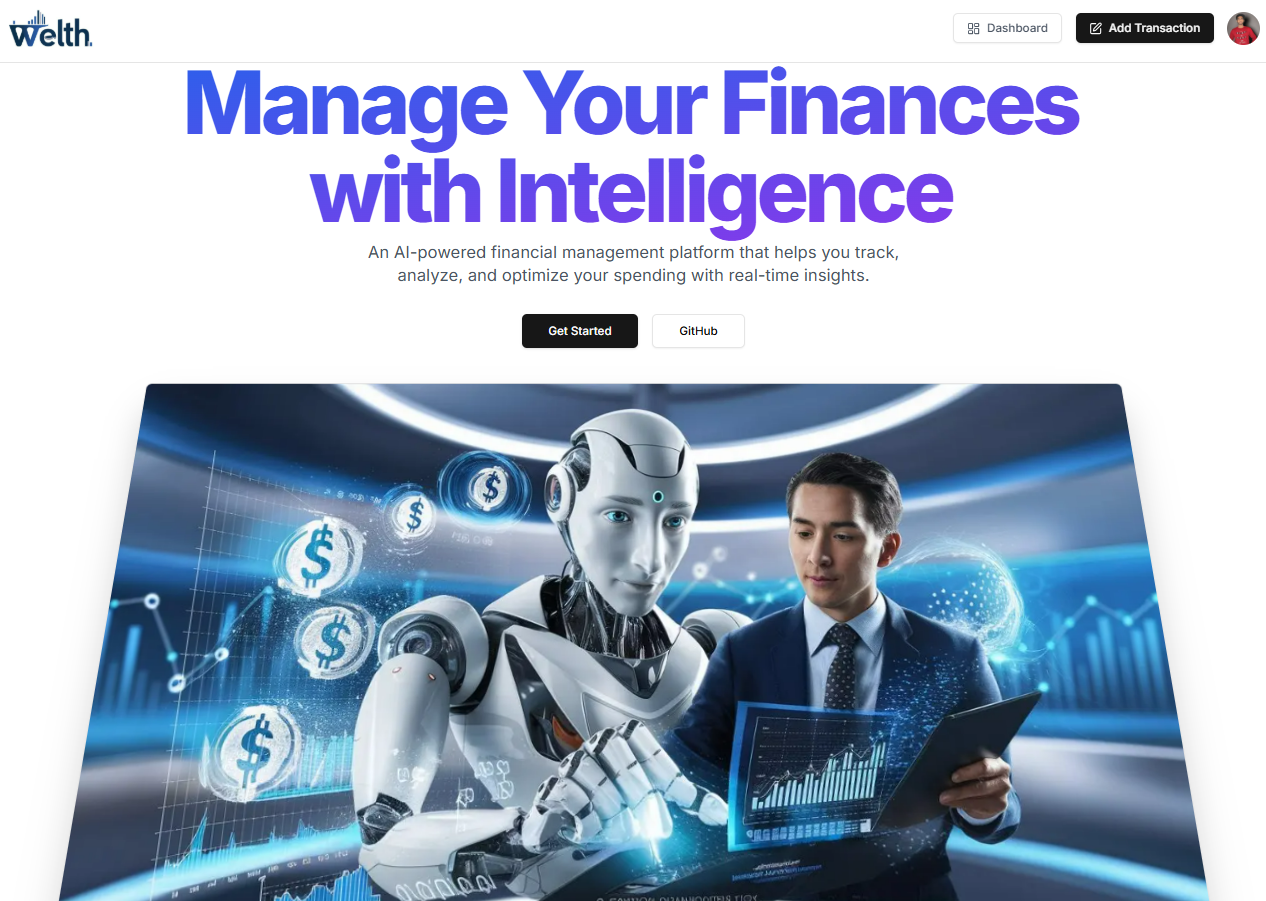 Welth.
Dashboard
Add Transaction
Manage Your Finances
with Intelligence
An AI-powered financial management platform that helps you track,
analyze, and optimize your spending with real-time insights.
Get Started
GitHub
$
$
$
$
$